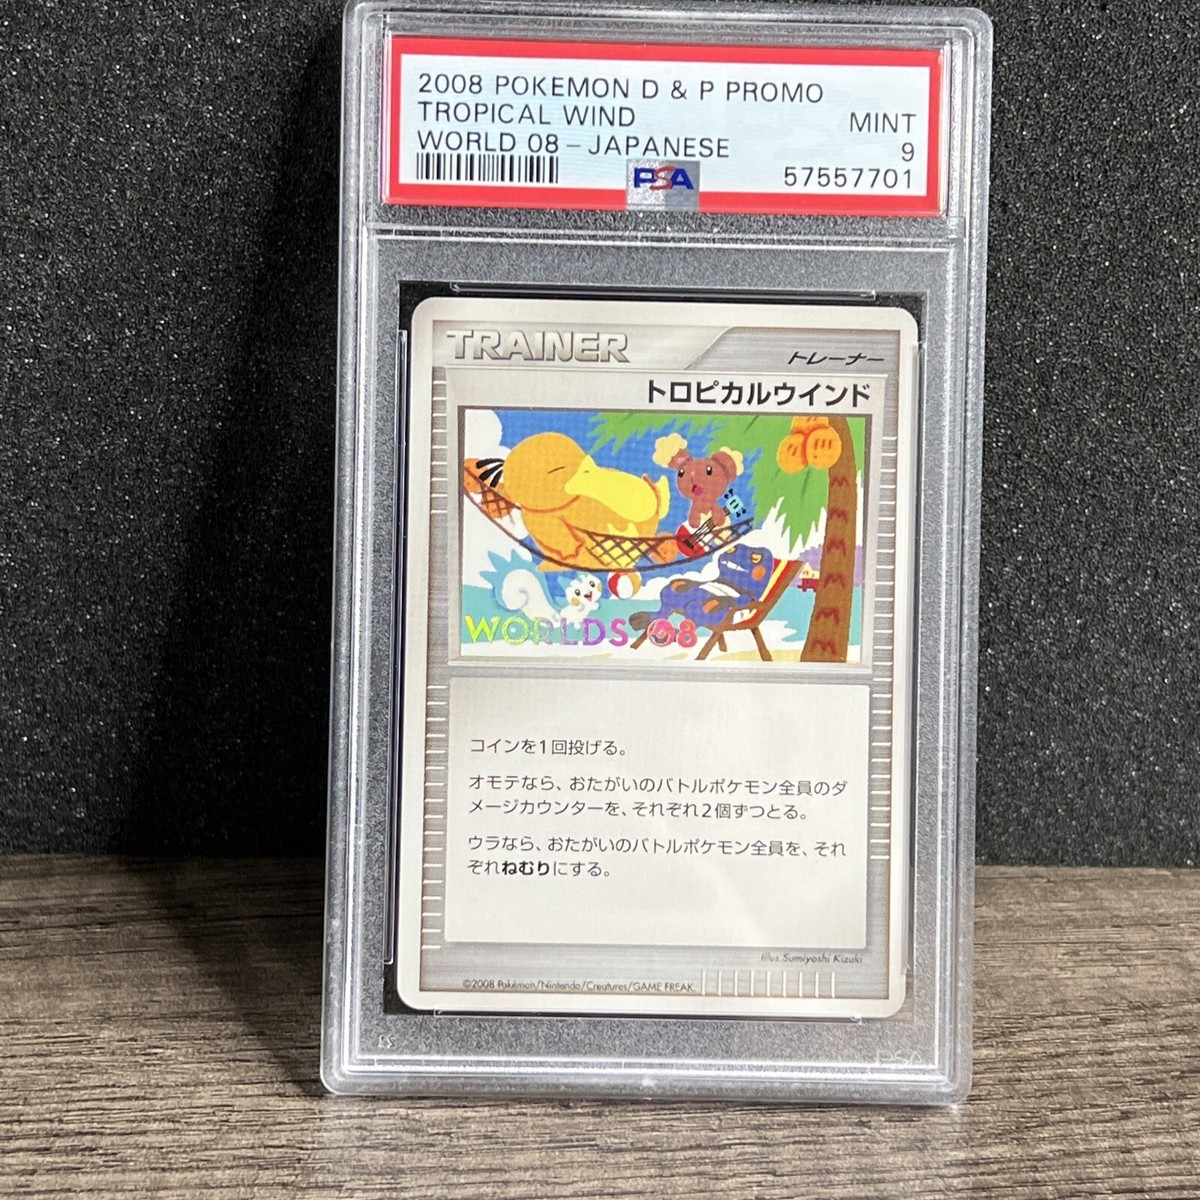 2008 POKEMON D & P PROMO
TROPICAL WIND
MINT
WORLD 08 – JAPANESE
9
PSA
57557701
TRAINER
トレーナー
トロピカルウインド
WORLDS 08
コインを1回投げる。
オモテなら、おたがいのバトルポケモン全員のダ
メージカウンターを、それぞれ2個ずつとる。
ウラなら、おたがいのバトルポケモン全員を、それ
ぞれねむりにする。
Illus. Sumiyoshi Kizuki
©2008 Pokémon/Nintendo/Creatures/GAME FREAK.
PSA